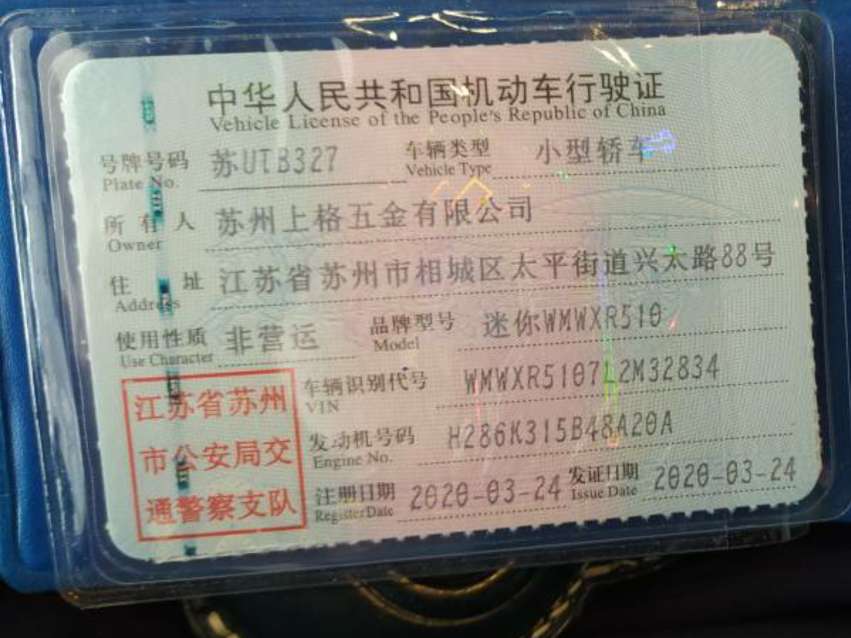 中华人民共和国机动车行驶证
Vehicle License of the People's Republic of China
号牌号码 苏UTB327 车辆类型 小型轿车
Plate No. Vehicle Type
所有人 苏州上格五金有限公司
Owner
住址 江苏省苏州市相城区太平街道兴太路88号
Address
使用性质 非营运 品牌型号 迷你WMWXR510
Use Character Model
江苏省苏州市公安局交通警察支队
车辆识别代号 WMWXR5107L2M32834
VIN
发动机号码 H286K315B48A20A
Engine No.
注册日期 2020-03-24 发证日期 2020-03-24
Register Date Issue Date